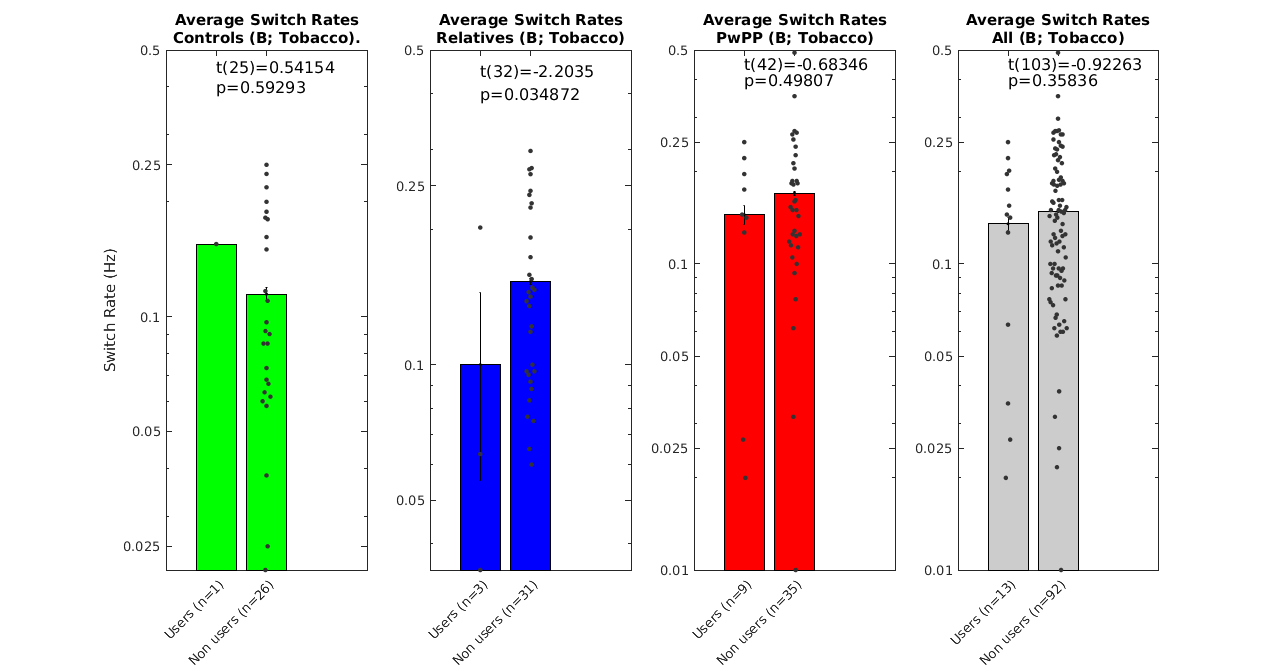 Average Switch Rates
Controls (B; Tobacco).
t(25)=0.54154
p=0.59293
0.5
0.25
0.1
0.05
0.025
Switch Rate (Hz)
Users (n=1)
Non users (n=26)
Average Switch Rates
Relatives (B; Tobacco)
t(32)=-2.2035
p=0.034872
0.5
0.25
0.1
0.05
Users (n=3)
Non users (n=31)
Average Switch Rates
PwPP (B; Tobacco)
t(42)=-0.68346
p=0.49807
0.5
0.25
0.1
0.05
0.025
0.01
Users (n=9)
Non users (n=35)
Average Switch Rates
All (B; Tobacco)
t(103)=-0.92263
p=0.35836
0.5
0.25
0.1
0.05
0.025
0.01
Users (n=13)
Non users (n=92)